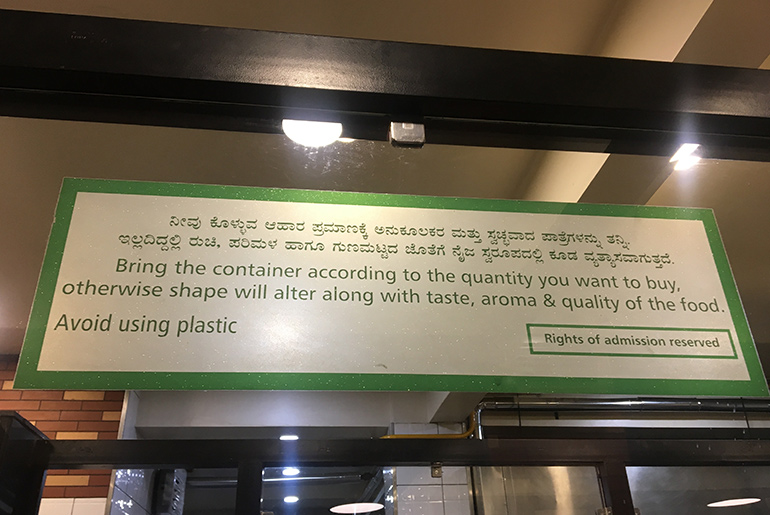 ನೀವು ಕೊಳ್ಳುವ ಆಹಾರ ಪ್ರಮಾಣಕ್ಕೆ ಅನುಕೂಲಕರ ಮತ್ತು ಸ್ವಚ್ಛವಾದ ಪಾತ್ರೆಗಳನ್ನು ತನ್ನಿ.
ಇಲ್ಲದಿದ್ದಲ್ಲಿ ರುಚಿ, ಪರಿಮಳ ಹಾಗೂ ಗುಣಮಟ್ಟದ ಜೊತೆಗೆ ನೈಜ ಸ್ವರೂಪದಲ್ಲಿ ಕೂಡ ವ್ಯತ್ಯಾಸವಾಗುತ್ತದೆ.
Bring the container according to the quantity you want to buy,
otherwise shape will alter along with taste, aroma & quality of the food.
Avoid using plastic
Rights of admission reserved